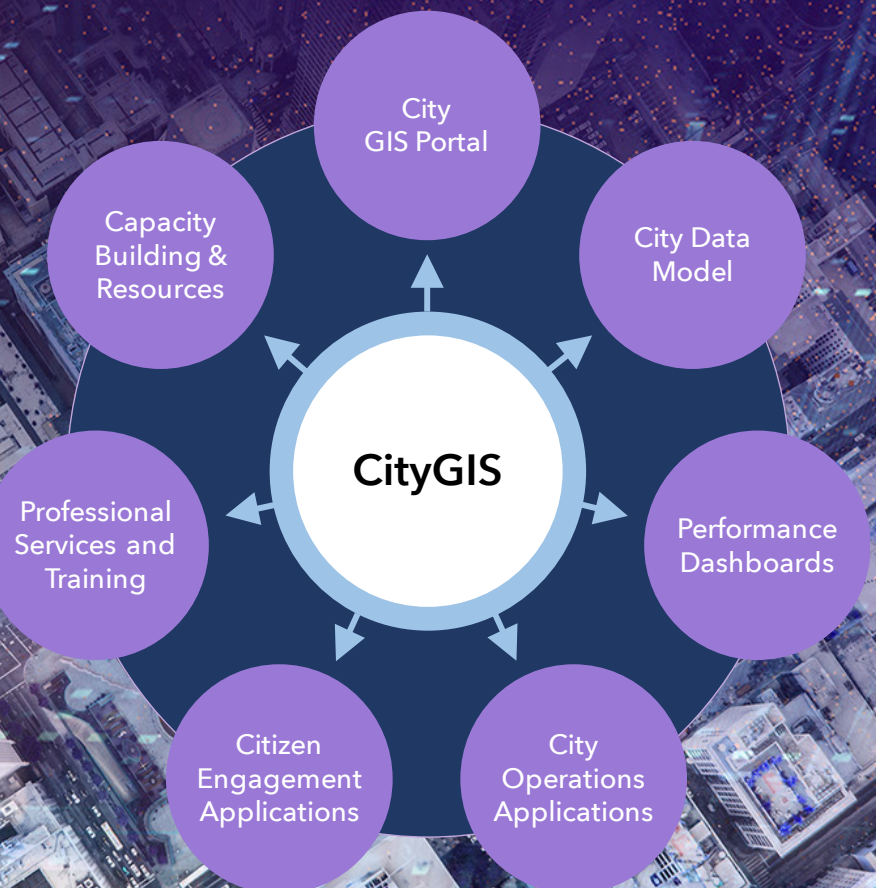 City
GIS Portal
City Data
Model
Performance
Dashboards
City
Operations
Applications
Citizen
Engagement
Applications
Professional
Services and
Training
Capacity
Building &
Resources
CityGIS